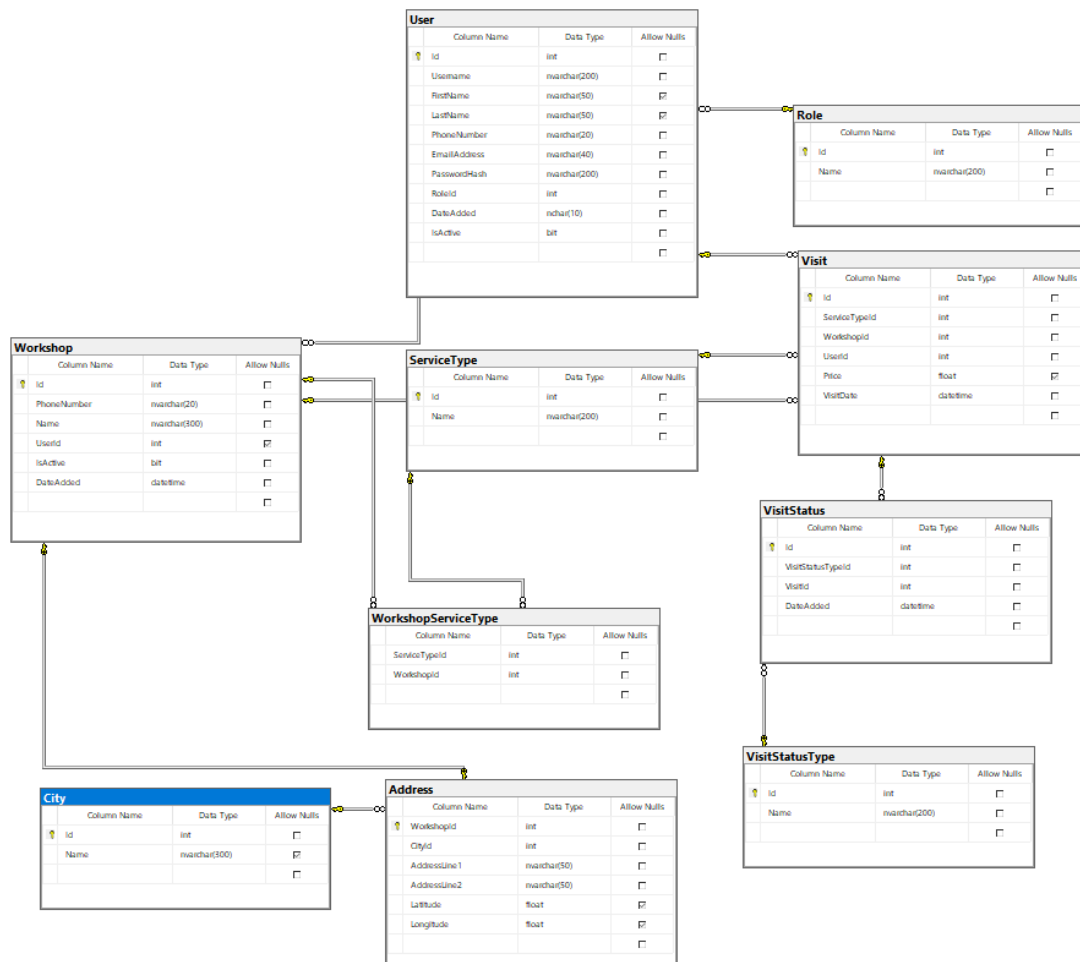 User
Column Name Data Type Allow Nulls
Id int
Username nvarchar(200)
FirstName nvarchar(50)
LastName nvarchar(50)
PhoneNumber nvarchar(20)
EmailAddress nvarchar(40)
PasswordHash nvarchar(200)
RoleId int
DateAdded nchar(10)
IsActive bit
Role
Column Name Data Type Allow Nulls
Id int
Name nvarchar(200)
Visit
Column Name Data Type Allow Nulls
Id int
ServiceTypeId int
WorkshopId int
UserId int
Price float
VisitDate datetime
Workshop
Column Name Data Type Allow Nulls
Id int
PhoneNumber nvarchar(20)
Name nvarchar(300)
UserId int
IsActive bit
DateAdded datetime
ServiceType
Column Name Data Type Allow Nulls
Id int
Name nvarchar(200)
VisitStatus
Column Name Data Type Allow Nulls
Id int
VisitStatusTypeId int
VisitId int
DateAdded datetime
WorkshopServiceType
Column Name Data Type Allow Nulls
ServiceTypeId int
WorkshopId int
VisitStatusType
Column Name Data Type Allow Nulls
Id int
Name nvarchar(200)
City
Column Name Data Type Allow Nulls
Id int
Name nvarchar(300)
Address
Column Name Data Type Allow Nulls
WorkshopId int
CityId int
AddressLine1 nvarchar(50)
AddressLine2 nvarchar(50)
Latitude float
Longitude float